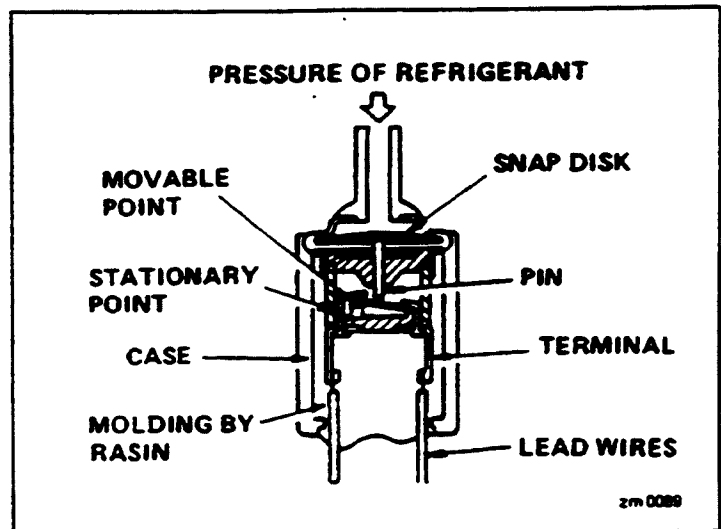 PRESSURE OF REFRIGERANT
SNAP DISK
MOVABLE
POINT
STATIONARY
POINT
PIN
CASE
TERMINAL
MOLDING BY
RASIN
LEAD WIRES
zm 0089